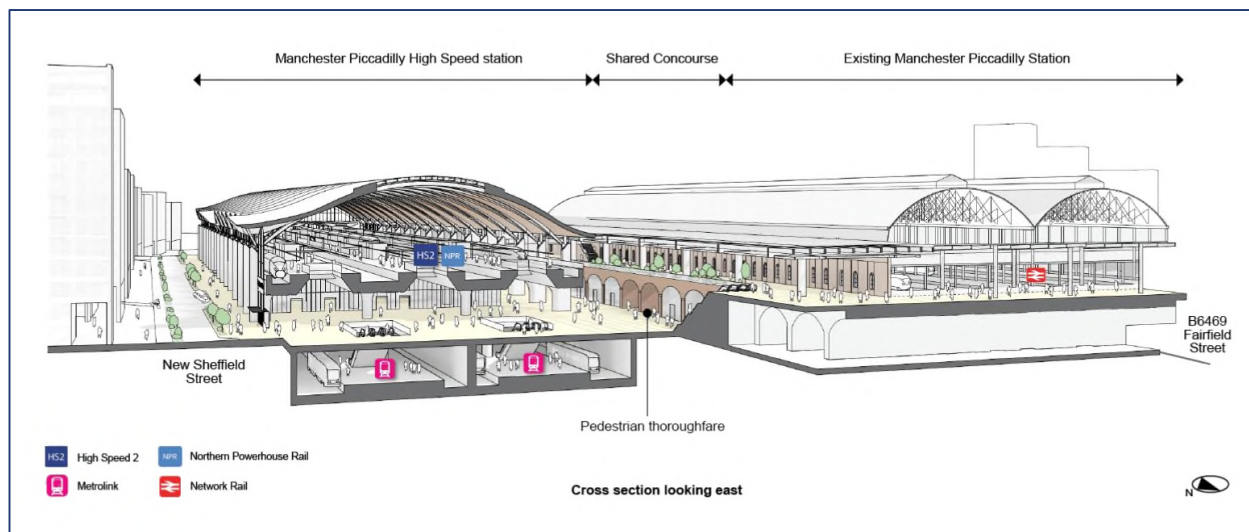 Manchester Piccadilly High Speed station
Shared Concourse
Existing Manchester Piccadilly Station
HS2
NPR
New Sheffield
Street
B6469
Fairfield
Street
Pedestrian thoroughfare
HS2 High Speed 2
NPR Northern Powerhouse Rail
Metrolink
Network Rail
Cross section looking east
N